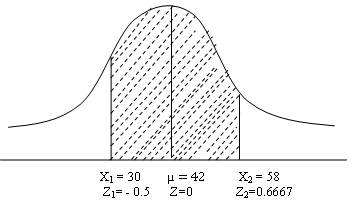 X₁ = 30 μ = 42 X₂ = 58
Z₁= - 0.5 Z=0 Z₂=0.6667